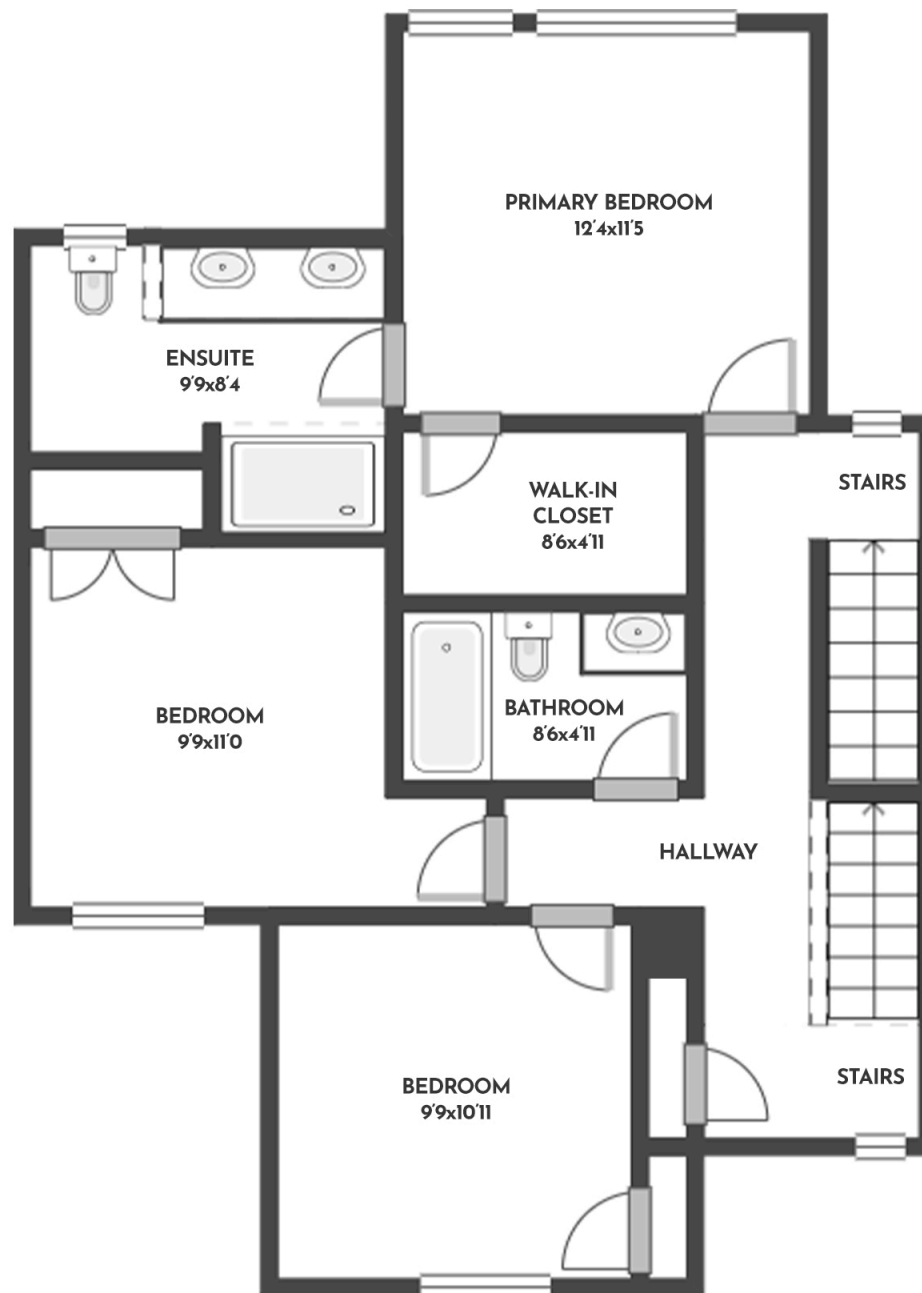 PRIMARY BEDROOM
12'4x11'5
ENSUITE
9'9x8'4
WALK-IN
CLOSET
8'6x4'11
STAIRS
BEDROOM
9'9x11'0
BATHROOM
8'6x4'11
HALLWAY
BEDROOM
9'9x10'11
STAIRS